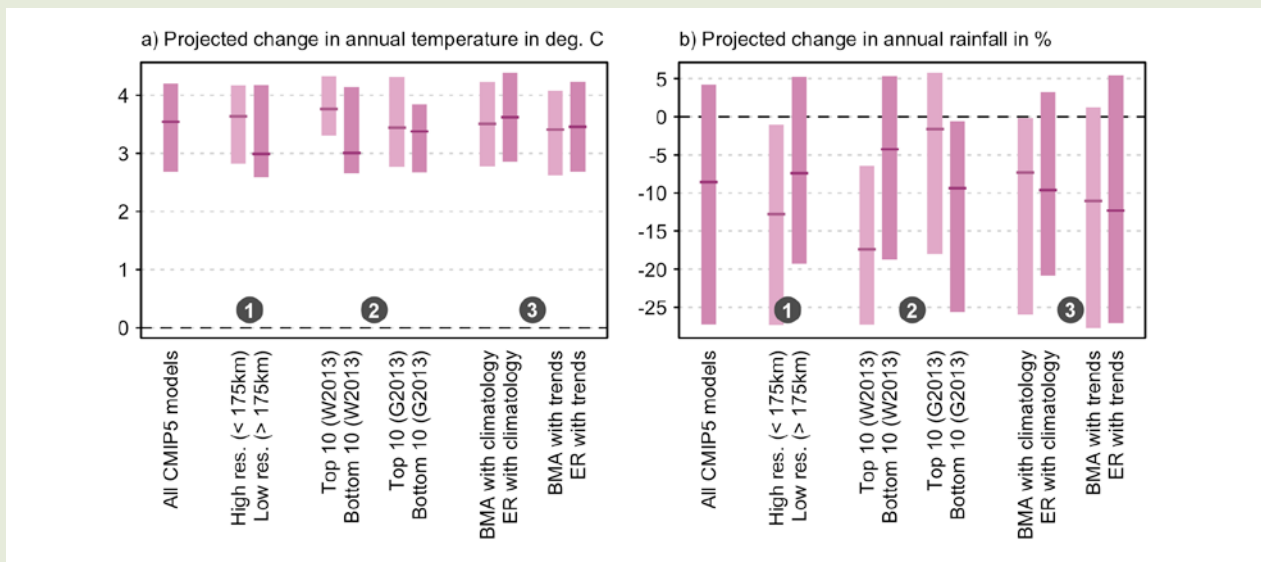 a) Projected change in annual temperature in deg. C
4
3
2
1
0
1
2
3
All CMIP5 models
High res. (< 175km)
Low res. (> 175km)
Top 10 (W2013)
Bottom 10 (W2013)
Top 10 (G2013)
Bottom 10 (G2013)
BMA with climatology
ER with climatology
BMA with trends
ER with trends
b) Projected change in annual rainfall in %
5
0
-5
-10
-15
-20
-25
1
2
3
All CMIP5 models
High res. (< 175km)
Low res. (> 175km)
Top 10 (W2013)
Bottom 10 (W2013)
Top 10 (G2013)
Bottom 10 (G2013)
BMA with climatology
ER with climatology
BMA with trends
ER with trends